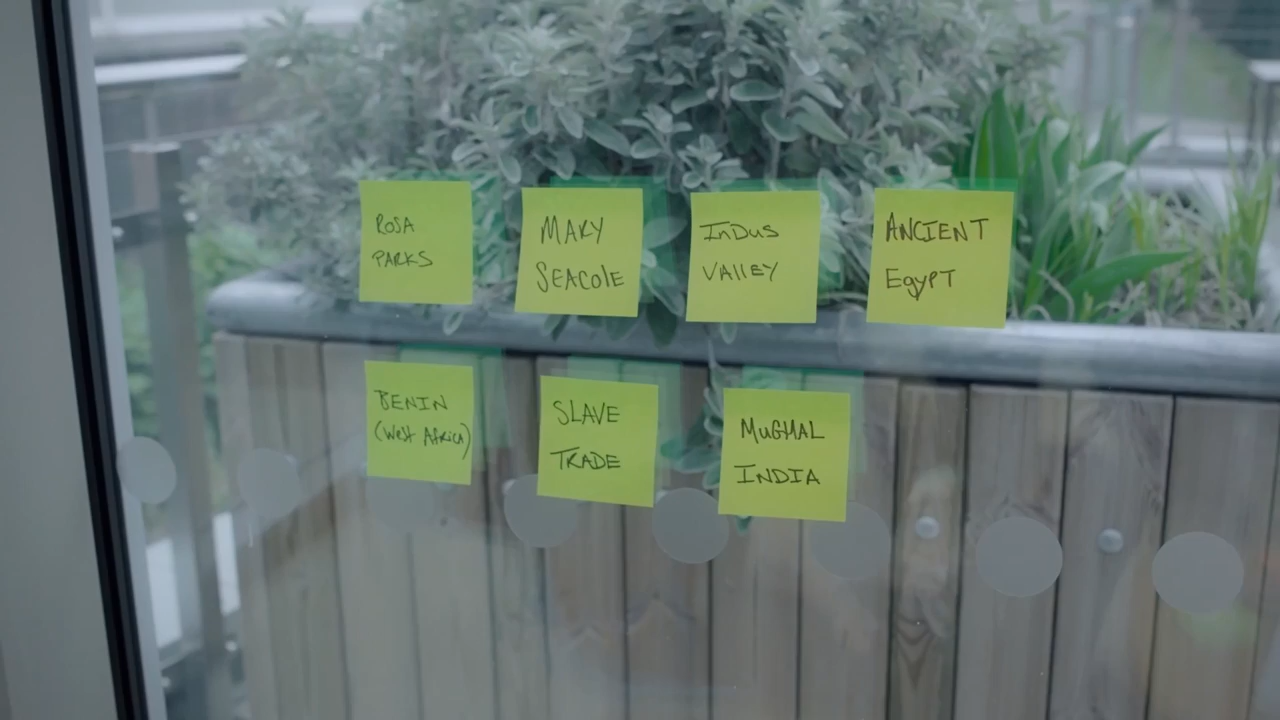 ROSA
PARKS
MARY
SEACOlE
InDus
VAllEY
ANCIENT
EgyPT
BENIN
(West Africa)
SLAVE
TRADE
MuGHAL
INDIA